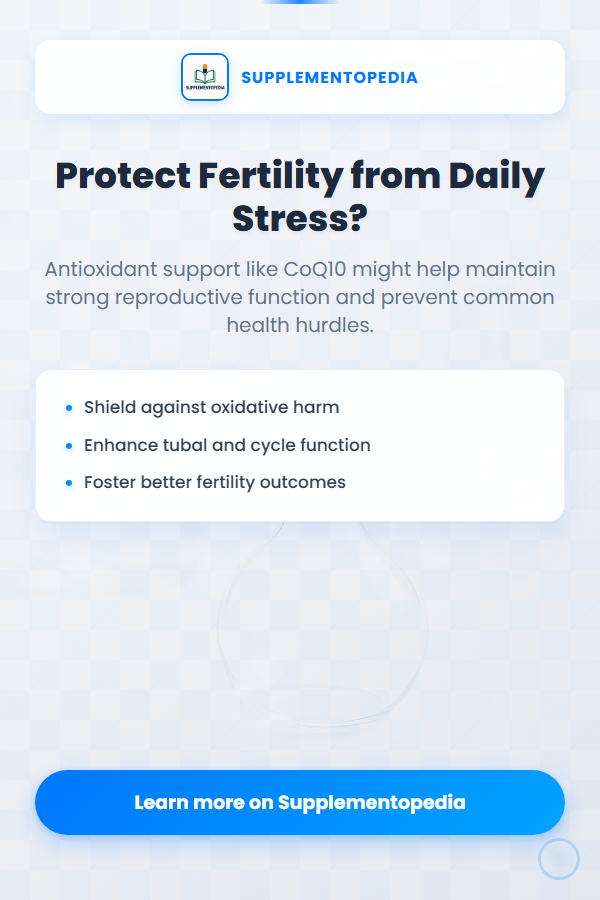 SUPPLEMENTOPEDIA
SUPPLEMENTOPEDIA
Protect Fertility from Daily
Stress?
Antioxidant support like CoQ10 might help maintain
strong reproductive function and prevent common
health hurdles.
Shield against oxidative harm
Enhance tubal and cycle function
Foster better fertility outcomes
Learn more on Supplementopedia